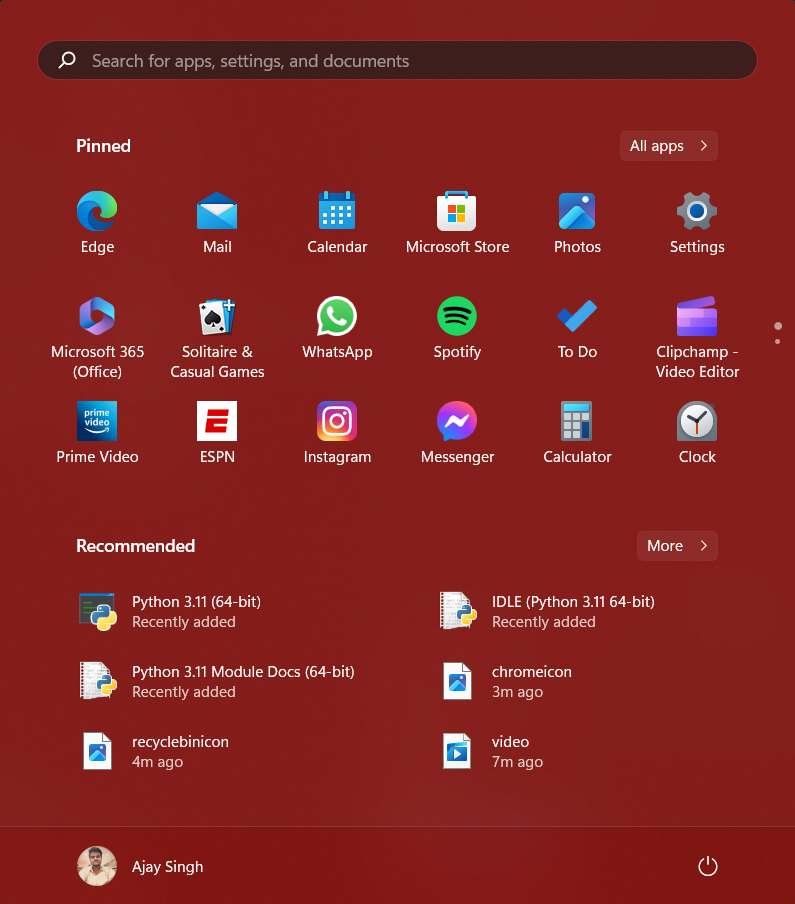 Search for apps, settings, and documents
Pinned
All apps
Edge
Mail
Calendar
Microsoft Store
Photos
Settings
Microsoft 365
(Office)
Solitaire &
Casual Games
WhatsApp
Spotify
To Do
Clipchamp -
Video Editor
prime
video
Prime Video
ESPN
Instagram
Messenger
Calculator
Clock
Recommended
More
Python 3.11 (64-bit)
Recently added
IDLE (Python 3.11 64-bit)
Recently added
Python 3.11 Module Docs (64-bit)
Recently added
chromeicon
3m ago
recyclebinicon
4m ago
video
7m ago
Ajay Singh